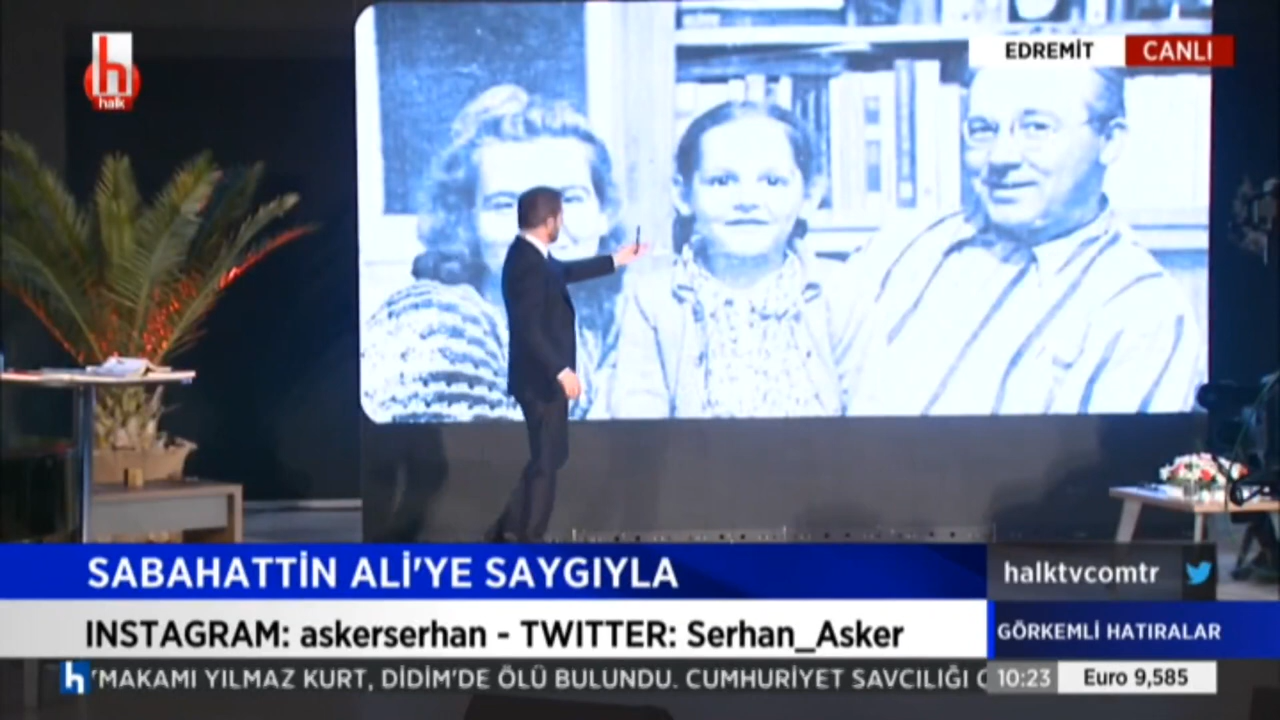 h
halk
EDREMİT
CANLI
SABAHATTİN ALİ'YE SAYGIYLA
halktvcomtr
INSTAGRAM: askerserhan - TWITTER: Serhan_Asker
GÖRKEMLİ HATIRALAR
h
'MAKAMI YILMAZ KURT, DİDİM'DE ÖLÜ BULUNDU. CUMHURİYET SAVCILIĞI
10:23
Euro 9,585